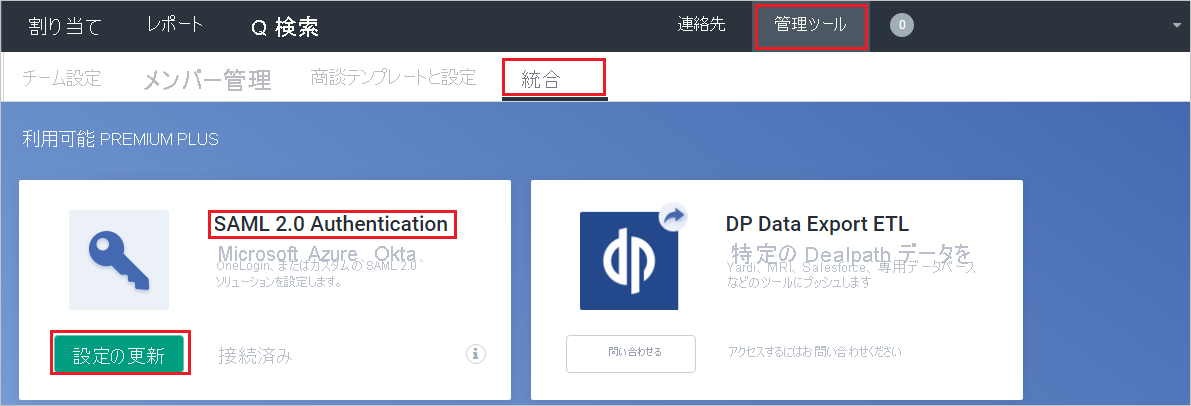 割り当て レポート Q 検索 連絡先 管理ツール 0
チーム設定 メンバー管理 商談テンプレートと設定 統合
利用可能 PREMIUM PLUS
SAML 2.0 Authentication
Microsoft Azure、Okta、
OneLogin、またはカスタムの SAML 2.0
ソリューションを設定します。
設定の更新 接続済み
DP Data Export ETL
特定の Dealpath データを
Yardi、MRI、Salesforce、専用データベース
などのツールにプッシュします
問い合わせる アクセスするにはお問い合わせください